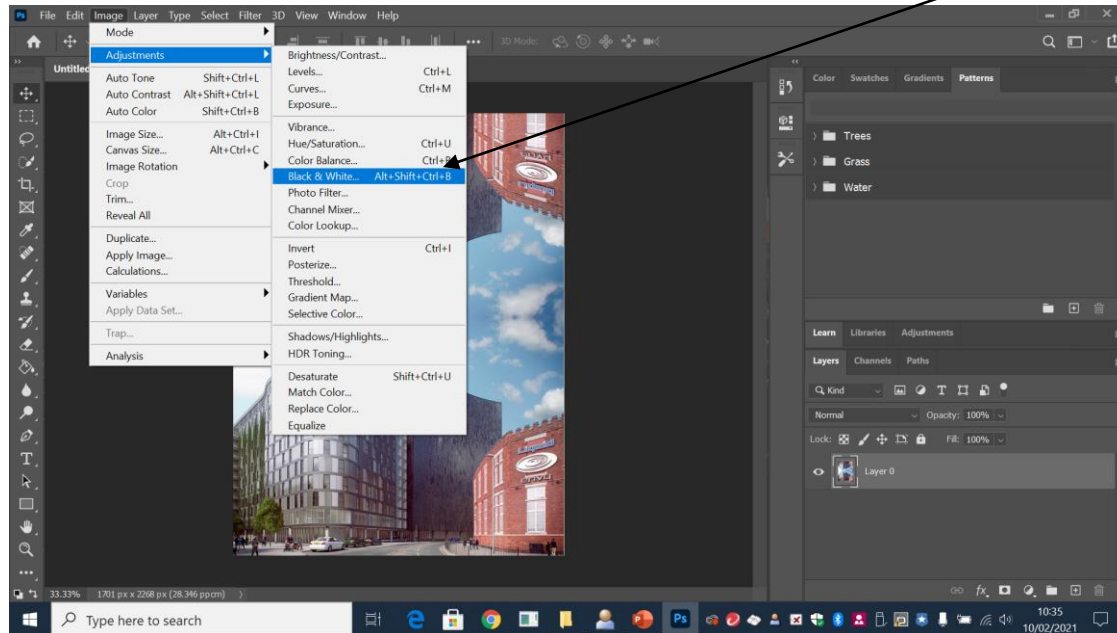 File Edit Image Layer Type Select Filter 3D View Window Help
Mode
3D Mode:
Adjustments
Brightness/Contrast...
Untitled
Auto Tone Shift+Ctrl+L
Levels... Ctrl+L
Auto Contrast Alt+Shift+Ctrl+L
Curves... Ctrl+M
Auto Color Shift+Ctrl+B
Exposure...
Image Size... Alt+Ctrl+I
Vibrance...
Canvas Size... Alt+Ctrl+C
Hue/Saturation... Ctrl+U
Image Rotation
Color Balance...
Crop
Black & White... Alt+Shift+Ctrl+B
Trim...
Photo Filter...
Reveal All
Channel Mixer...
Color Lookup...
Duplicate...
Apply Image...
Invert Ctrl+I
Calculations...
Posterize...
Threshold...
Variables
Gradient Map...
Apply Data Set...
Selective Color...
Trap...
Shadows/Highlights...
Analysis
HDR Toning...
Desaturate Shift+Ctrl+U
Match Color...
Replace Color...
Equalize
Color Swatches Gradients Patterns
Trees
Grass
Water
Learn Libraries Adjustments
Layers Channels Paths
Kind
Normal Opacity: 100%
Lock: Fill: 100%
Layer 0
33.33% 1701 px x 2268 px (28.346 ppcm)
fx
Type here to search
Ps
10:35
10/02/2021